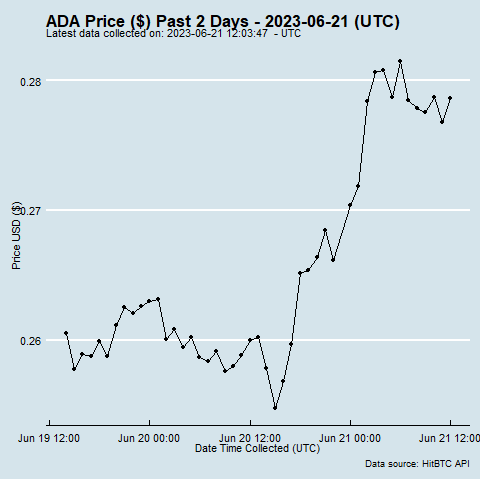 ADA Price ($) Past 2 Days - 2023-06-21 (UTC)
Latest data collected on: 2023-06-21 12:03:47 - UTC
0.28
0.27
0.26
Price USD ($)
Jun 19 12:00 Jun 20 00:00 Jun 20 12:00 Jun 21 00:00 Jun 21 12:00
Date Time Collected (UTC)
Data source: HitBTC API